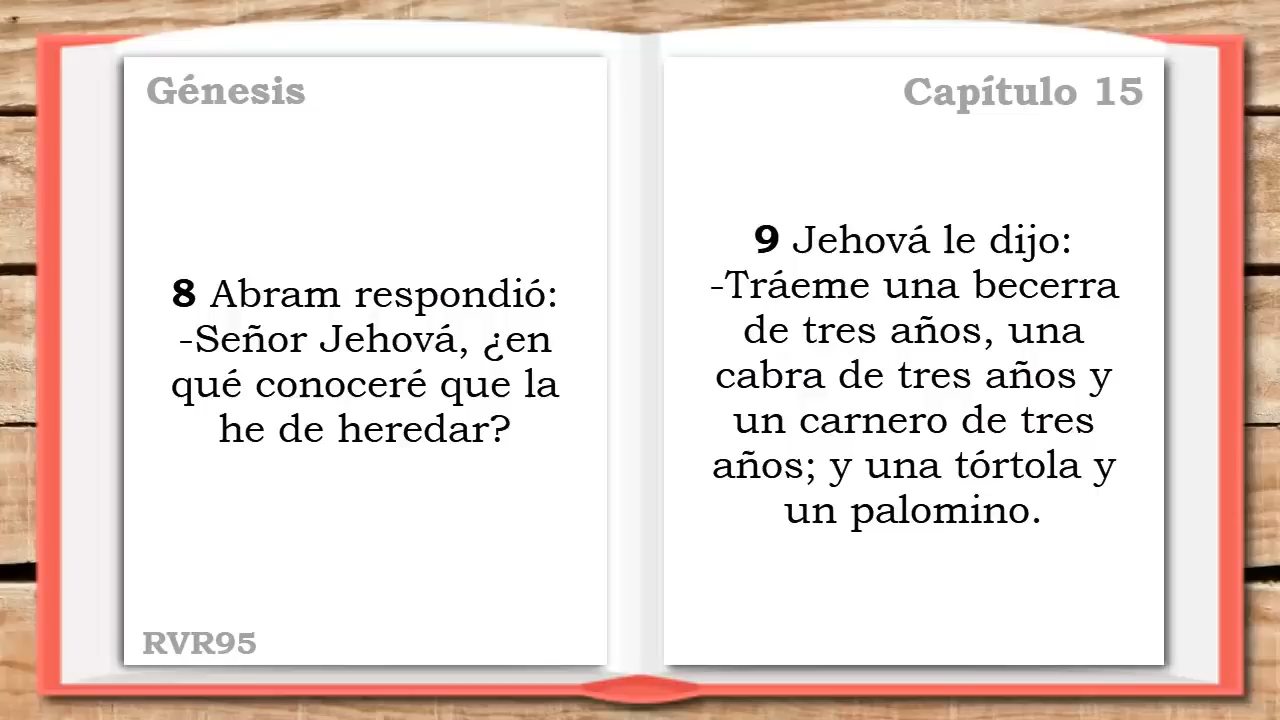 Génesis
8 Abram respondió:
-Señor Jehová, ¿en
qué conoceré que la
he de heredar?
RVR95
Capítulo 15
9 Jehová le dijo:
-Tráeme una becerra
de tres años, una
cabra de tres años y
un carnero de tres
años; y una tórtola y
un palomino.